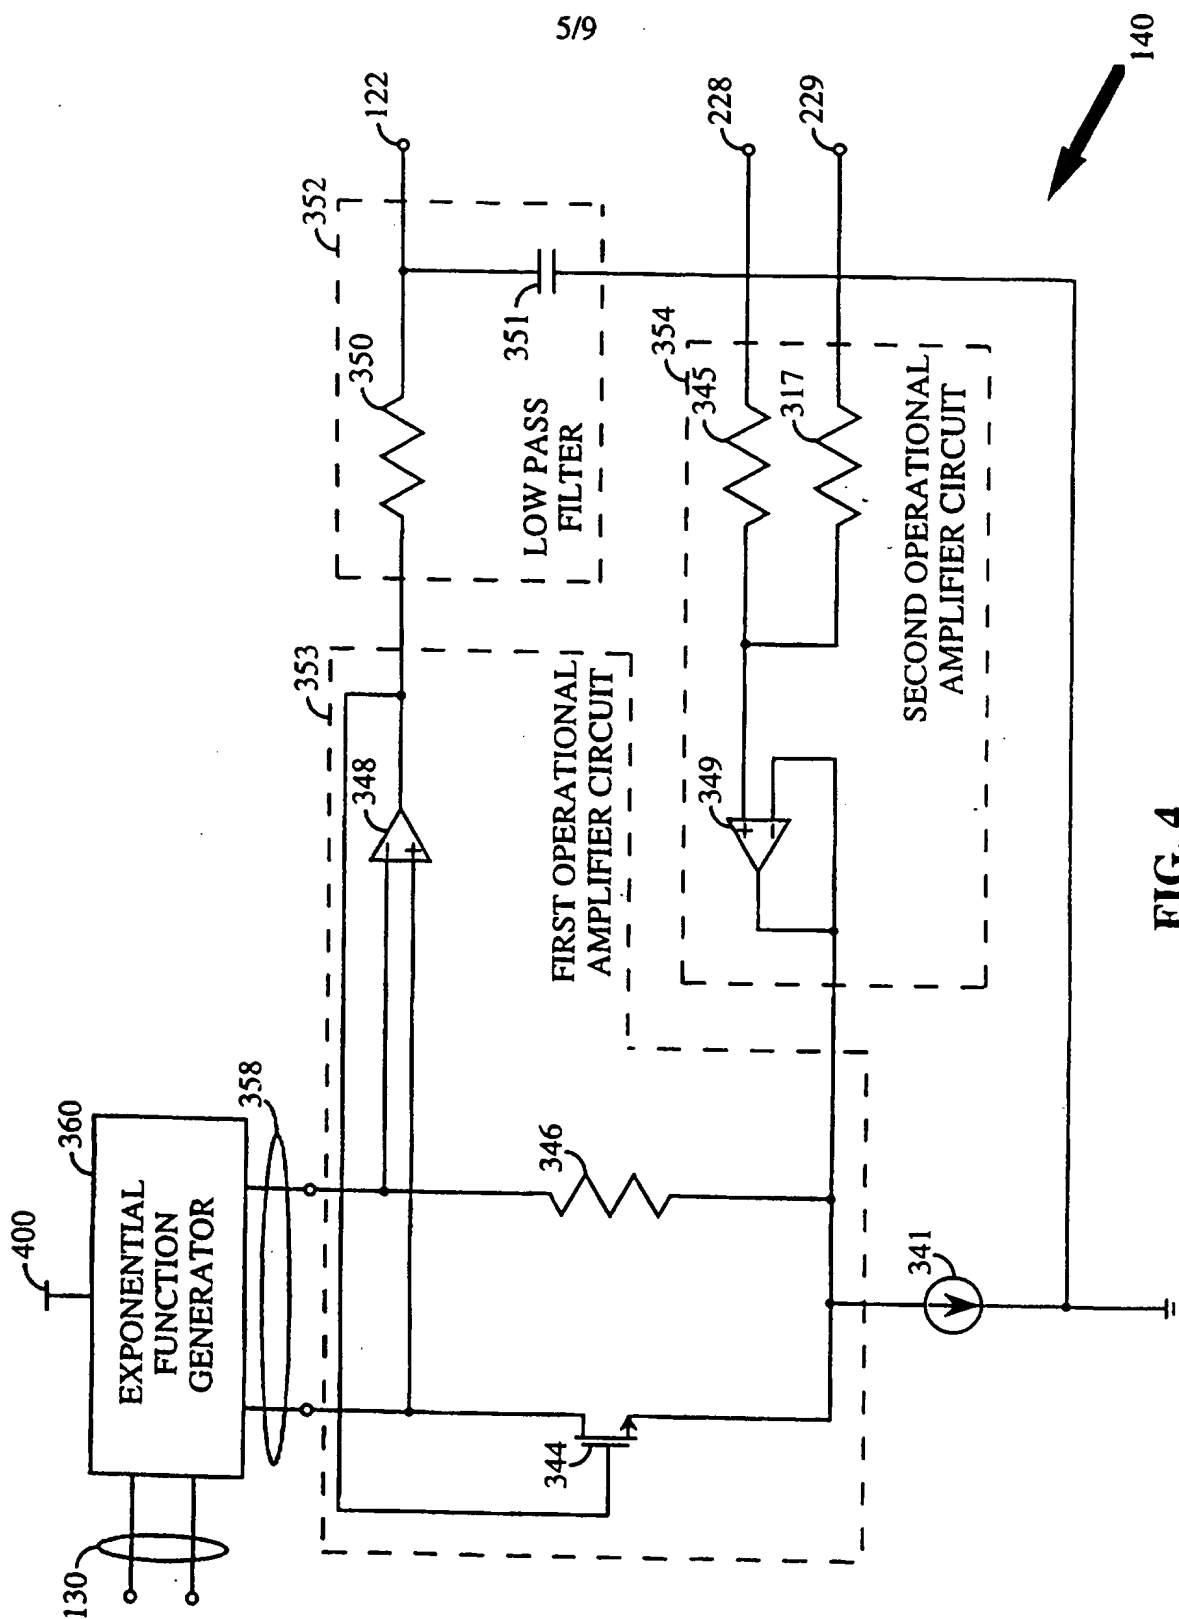 5/9
140
400
360
EXPONENTIAL
FUNCTION
GENERATOR
130
358
353
348
FIRST OPERATIONAL
AMPLIFIER CIRCUIT
346
344
341
352
350
351
LOW PASS
FILTER
122
354
345
317
349
SECOND OPERATIONAL
AMPLIFIER CIRCUIT
228
229
FIG. 4